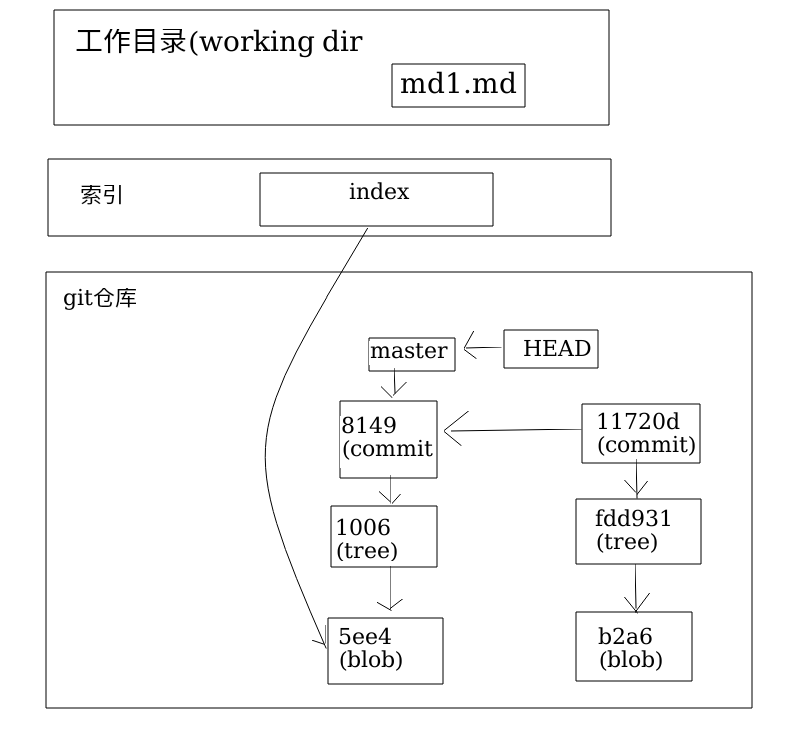 工作目录(working dir
md1.md
索引
index
git仓库
master
HEAD
8149
(commit
11720d
(commit)
1006
(tree)
fdd931
(tree)
5ee4
(blob)
b2a6
(blob)